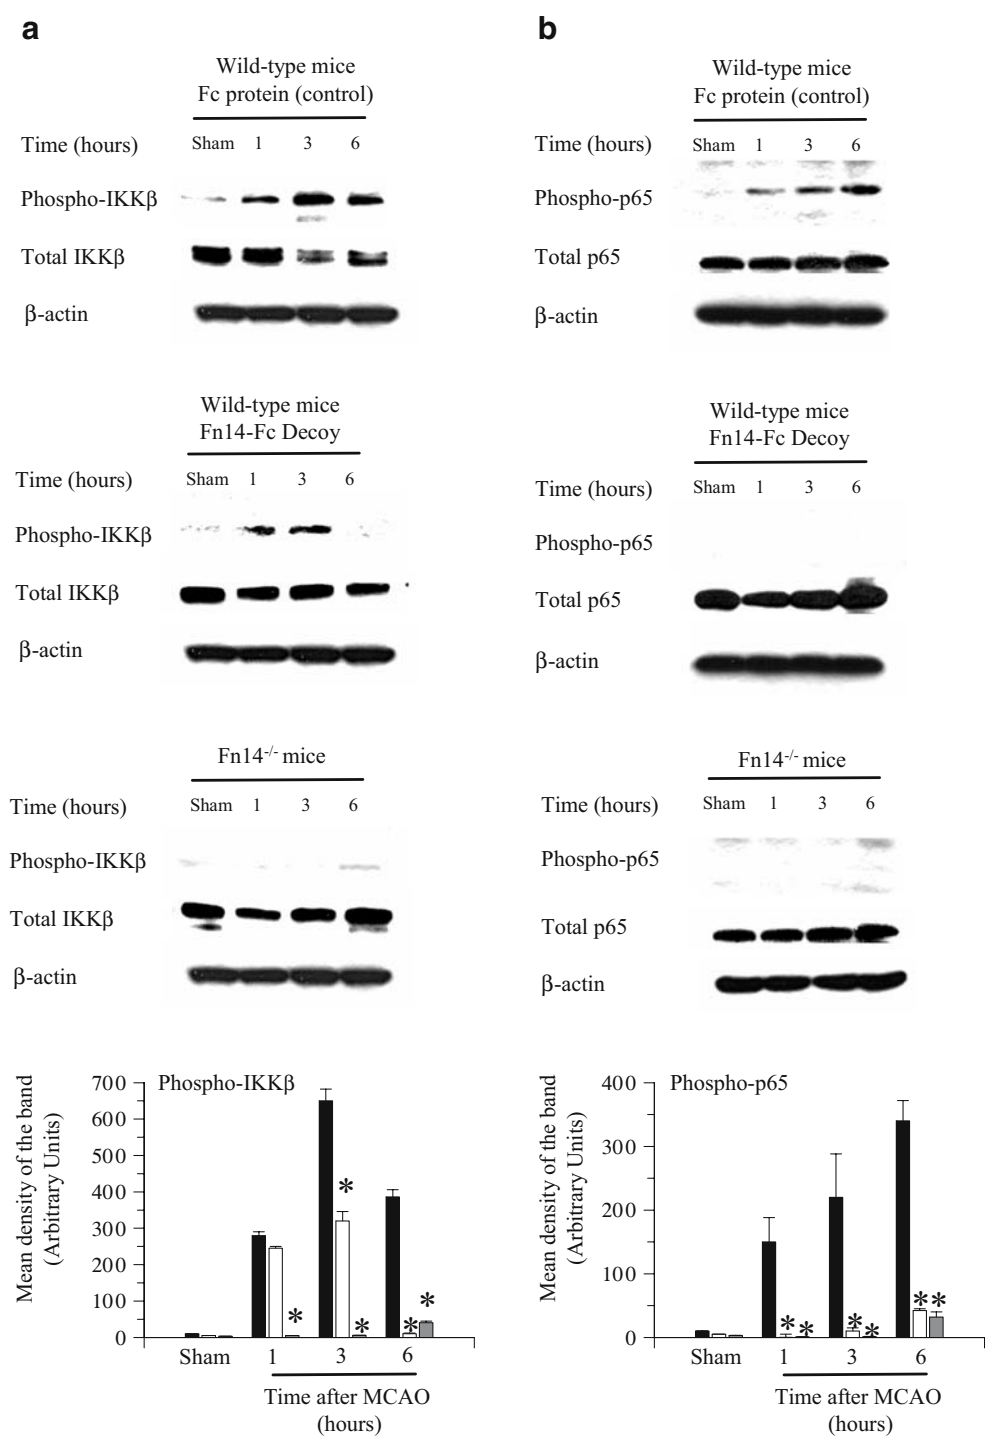 a
Wild-type mice
Fc protein (control)
Time (hours) Sham 1 3 6
Phospho-IKKβ
Total IKKβ
β-actin
Wild-type mice
Fn14-Fc Decoy
Time (hours) Sham 1 3 6
Phospho-IKKβ
Total IKKβ
β-actin
Fn14-/- mice
Time (hours) Sham 1 3 6
Phospho-IKKβ
Total IKKβ
β-actin
Phospho-IKKβ
Mean density of the band
(Arbitrary Units)
700
600
500
400
300
200
100
0
* * * * *
Sham 1 3 6
Time after MCAO
(hours)
b
Wild-type mice
Fc protein (control)
Time (hours) Sham 1 3 6
Phospho-p65
Total p65
β-actin
Wild-type mice
Fn14-Fc Decoy
Time (hours) Sham 1 3 6
Phospho-p65
Total p65
β-actin
Fn14-/- mice
Time (hours) Sham 1 3 6
Phospho-p65
Total p65
β-actin
Phospho-p65
Mean density of the band
(Arbitrary Units)
400
300
200
100
0
* * * * * *
Sham 1 3 6
Time after MCAO
(hours)